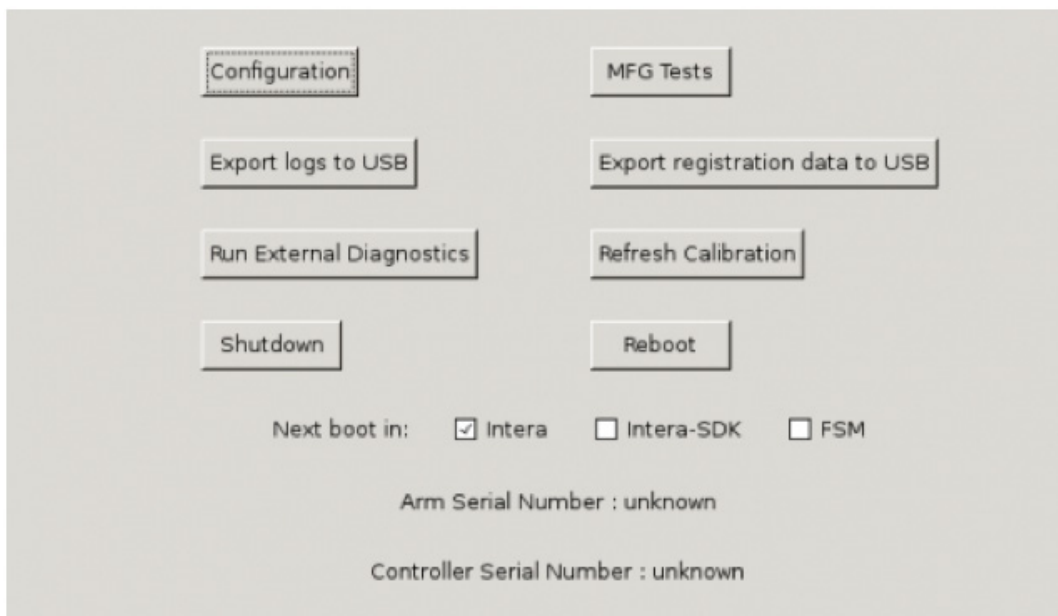 Configuration MFG Tests
Export logs to USB Export registration data to USB
Run External Diagnostics Refresh Calibration
Shutdown Reboot
Next boot in: Intera Intera-SDK FSM
Arm Serial Number : unknown
Controller Serial Number : unknown